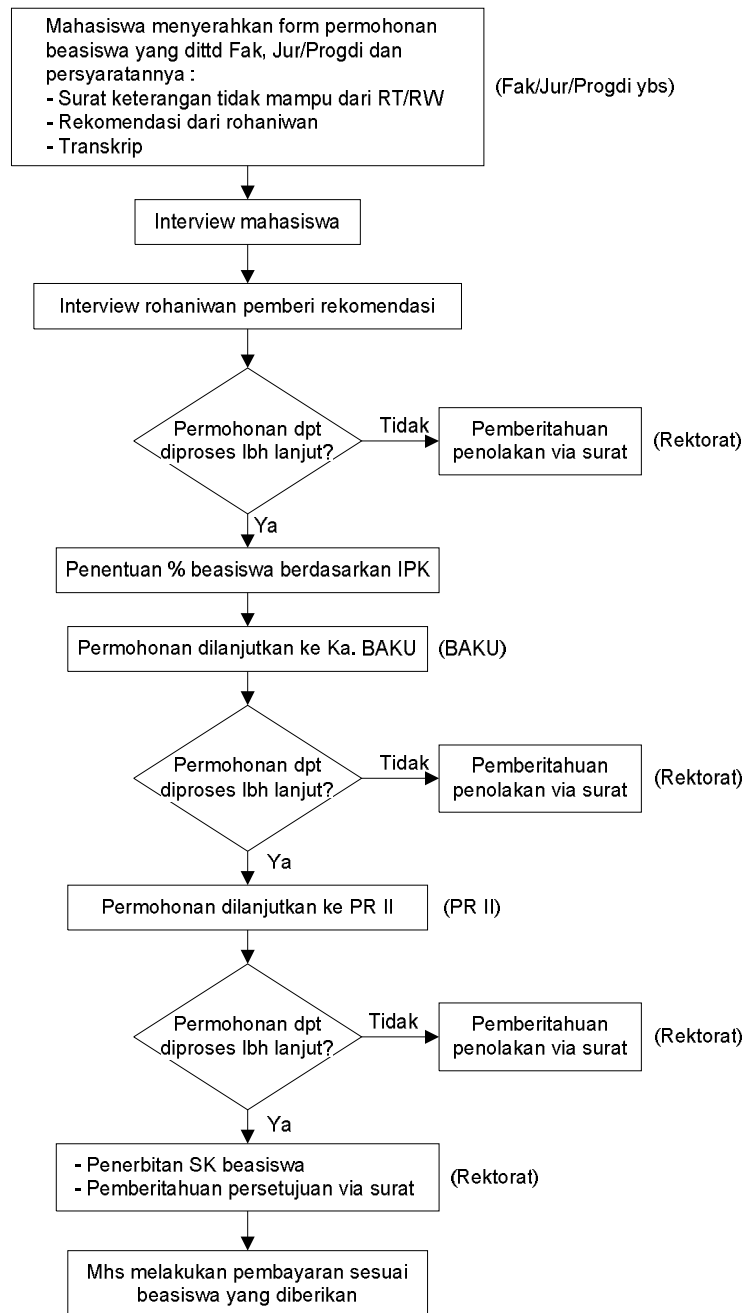 Mahasiswa menyerahkan form permohonan
beasiswa yang dittd Fak, Jur/Progdi dan
persyaratannya :
- Surat keterangan tidak mampu dari RT/RW
- Rekomendasi dari rohaniwan
- Transkrip
(Fak/Jur/Progdi ybs)
Interview mahasiswa
Interview rohaniwan pemberi rekomendasi
Permohonan dpt
diproses lbh lanjut?
Tidak
Pemberitahuan
penolakan via surat
(Rektorat)
Ya
Penentuan % beasiswa berdasarkan IPK
Permohonan dilanjutkan ke Ka. BAKU
(BAKU)
Permohonan dpt
diproses lbh lanjut?
Tidak
Pemberitahuan
penolakan via surat
(Rektorat)
Ya
Permohonan dilanjutkan ke PR II
(PR II)
Permohonan dpt
diproses lbh lanjut?
Tidak
Pemberitahuan
penolakan via surat
(Rektorat)
Ya
- Penerbitan SK beasiswa
- Pemberitahuan persetujuan via surat
(Rektorat)
Mhs melakukan pembayaran sesuai
beasiswa yang diberikan